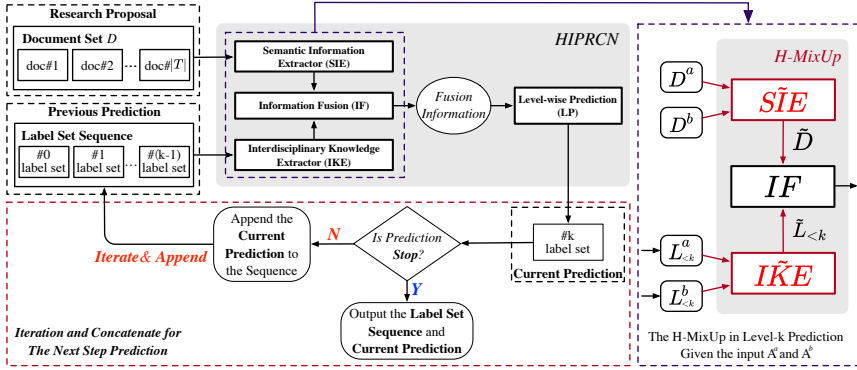 Research Proposal
Document Set D
doc#1 doc#2 ... doc#|T|
Previous Prediction
Label Set Sequence
#0 label set
#1 label set
...
#(k-1) label set
HIPRCN
Semantic Information
Extractor (SIE)
Information Fusion (IF)
Interdisciplinary Knowledge
Extractor (IKE)
Fusion
Information
Level-wise Prediction
(LP)
#k
label set
Current Prediction
Is Prediction
Stop?
N
Y
Append the
Current
Prediction to
the Sequence
Iterate& Append
Output the Label Set
Sequence and
Current Prediction
Iteration and Concatenate for
The Next Step Prediction
H-MixUp
D^a
D^b
SĨE
D̃
IF
L̃_{<k}
L^a_{<k}
L^b_{<k}
IK̃E
The H-MixUp in Level-k Prediction
Given the input A^a and A^b